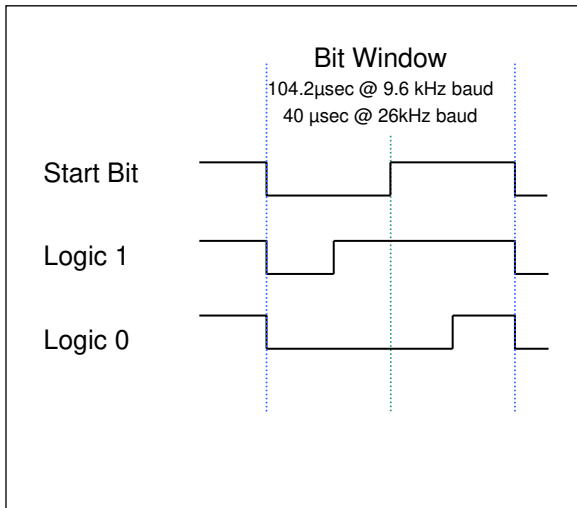 Bit Window
104.2µsec @ 9.6 kHz baud
40 µsec @ 26kHz baud
Start Bit
Logic 1
Logic 0